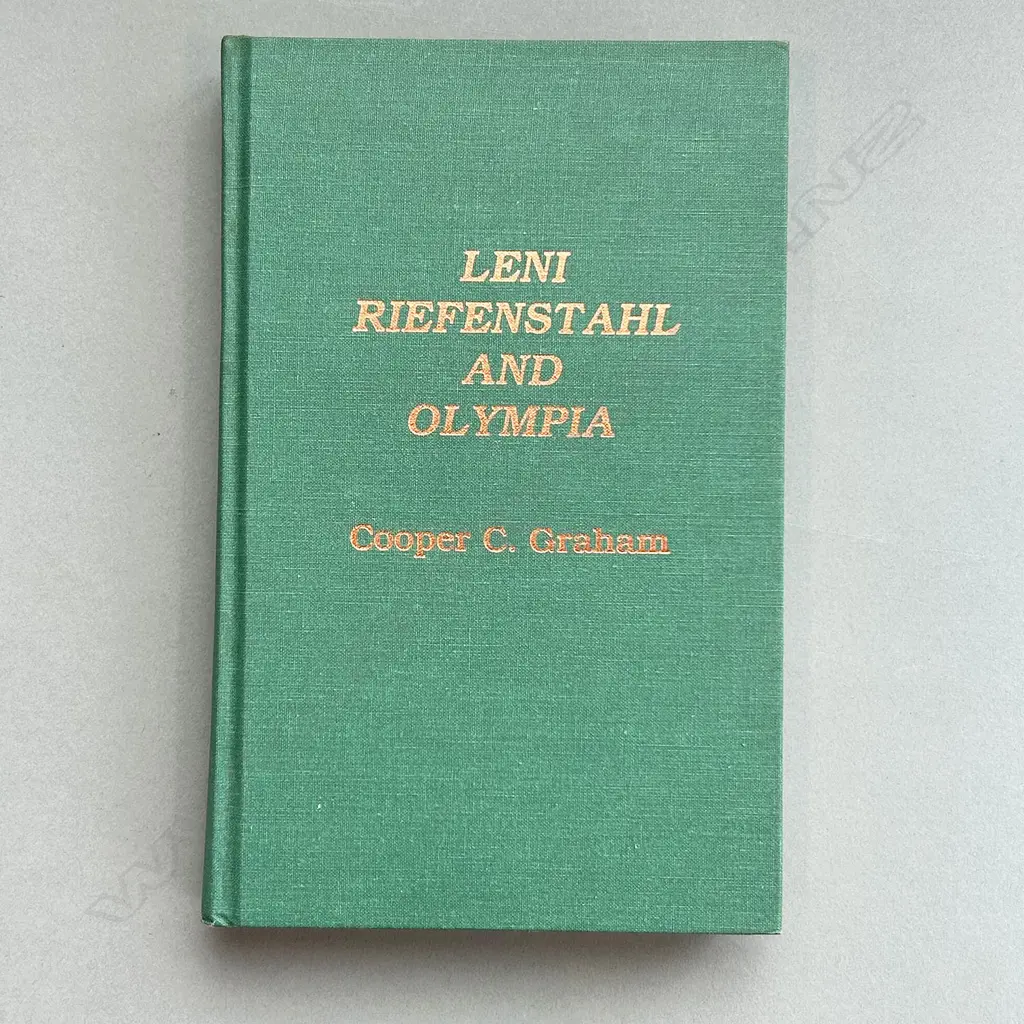 LENI
RIEFENSTAHL
AND
OLYMPIA
Cooper C. Graham